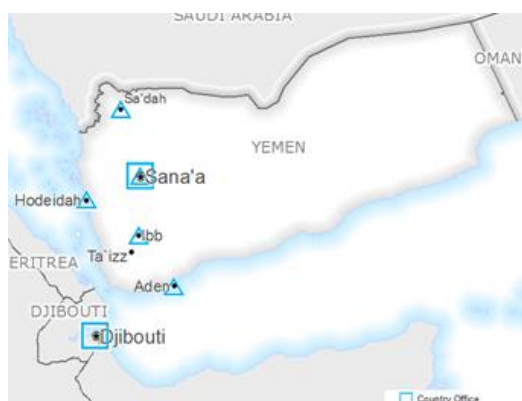 SAUDI ARABIA
OMAN
Sa'dah
YEMEN
Sana'a
Hodeidah
Ibb
Ta`izz
ERITREA
Aden
DJIBOUTI
Djibouti
Country Office